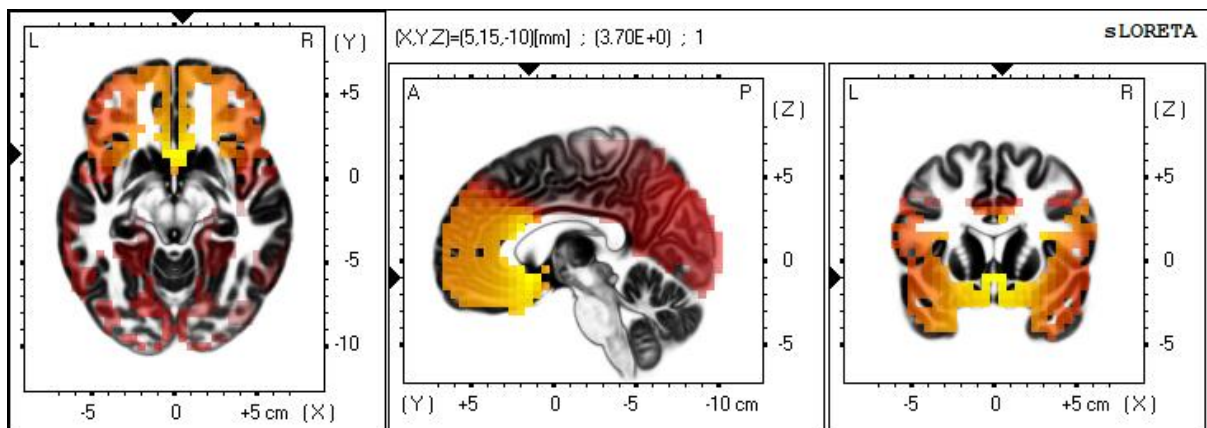 (X,Y,Z)=(5,15,-10)[mm] ; (3.70E+0) ; 1
sLORETA
L R (Y)
+5
0
-5
-10
-5 0 +5 cm (X)
A P (Z)
+5
0
-5
(Y) +5 0 -5 -10 cm
L R (Z)
+5
0
-5
-5 0 +5 cm (X)